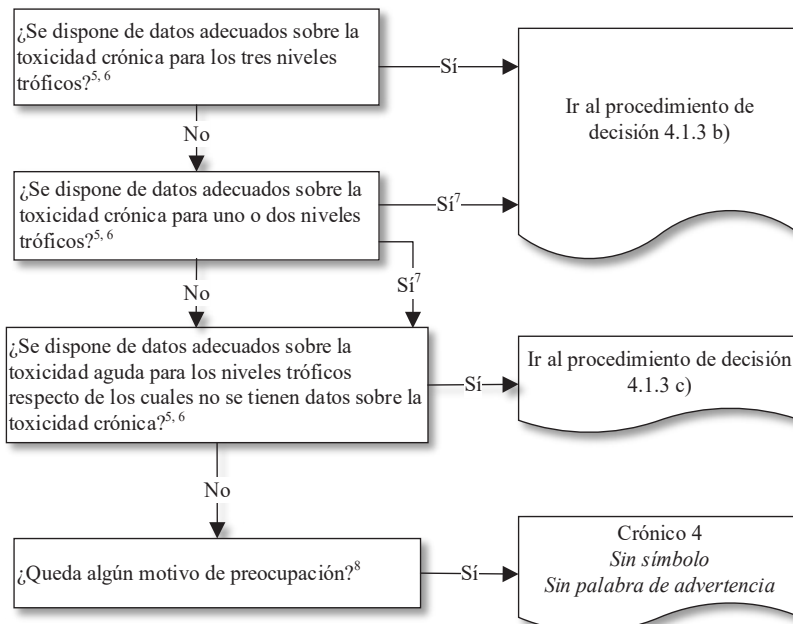 ¿Se dispone de datos adecuados sobre la
toxicidad crónica para los tres niveles
tróficos?5, 6
Sí
Ir al procedimiento de
decisión 4.1.3 b)
No
¿Se dispone de datos adecuados sobre la
toxicidad crónica para uno o dos niveles
tróficos?5, 6
Sí7
Sí7
No
¿Se dispone de datos adecuados sobre la
toxicidad aguda para los niveles tróficos
respecto de los cuales no se tienen datos sobre la
toxicidad crónica?5, 6
Sí
Ir al procedimiento de decisión
4.1.3 c)
No
¿Queda algún motivo de preocupación?8
Sí
Crónico 4
Sin símbolo
Sin palabra de advertencia